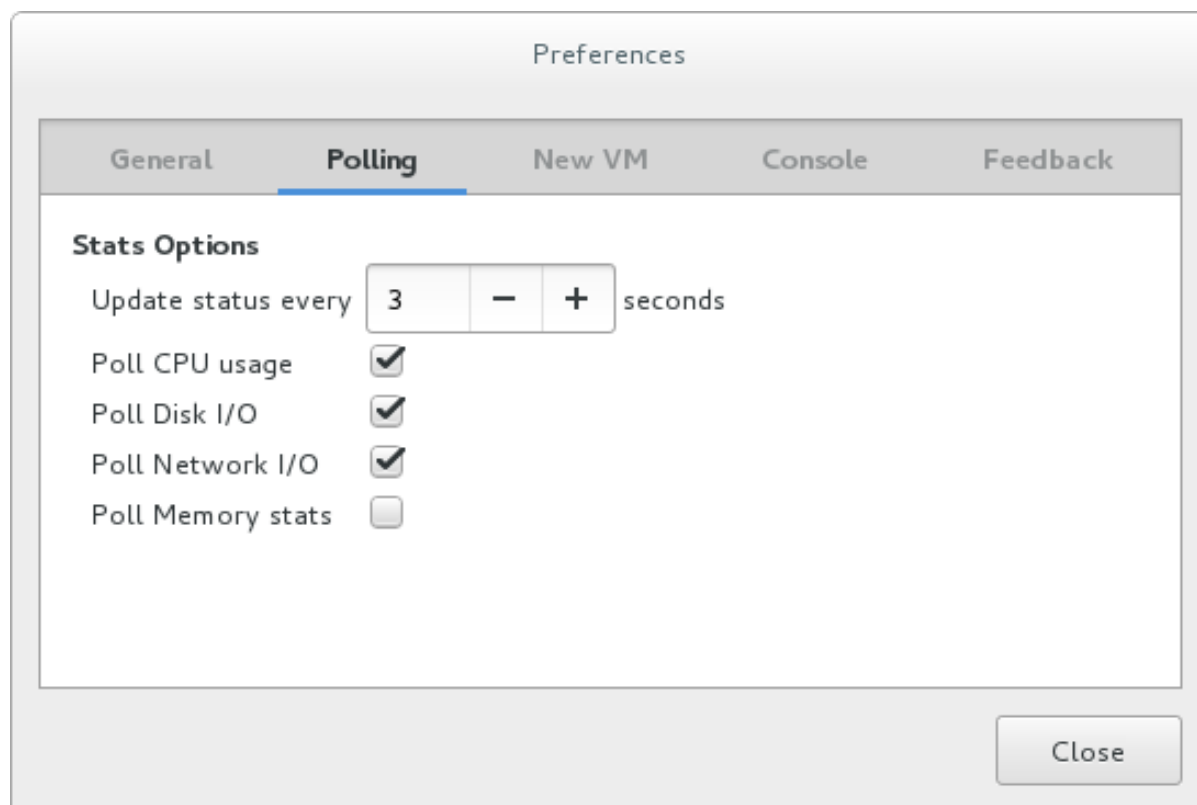 Preferences
General Polling New VM Console Feedback
Stats Options
Update status every 3 − + seconds
Poll CPU usage
Poll Disk I/O
Poll Network I/O
Poll Memory stats
Close